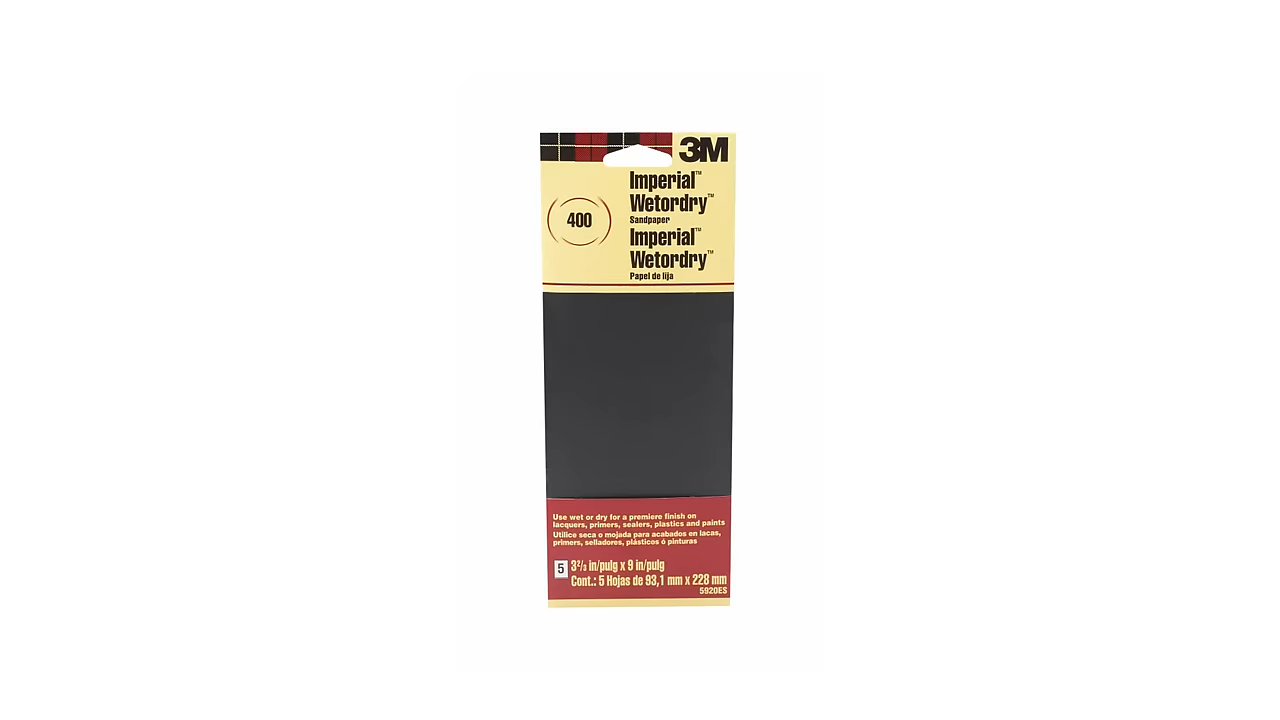 3M
Imperial™
Wetordry™
Sandpaper
400
Imperial™
Wetordry™
Papel de lija
Use wet or dry for a premiere finish on
lacquers, primers, sealers, plastics and paints
Utilice seca o mojada para acabados en lacas,
primers, selladores, plásticos ó pinturas
5
3²/₃ in/pulg x 9 in/pulg
Cont.: 5 Hojas de 93,1 mm x 228 mm
5920ES